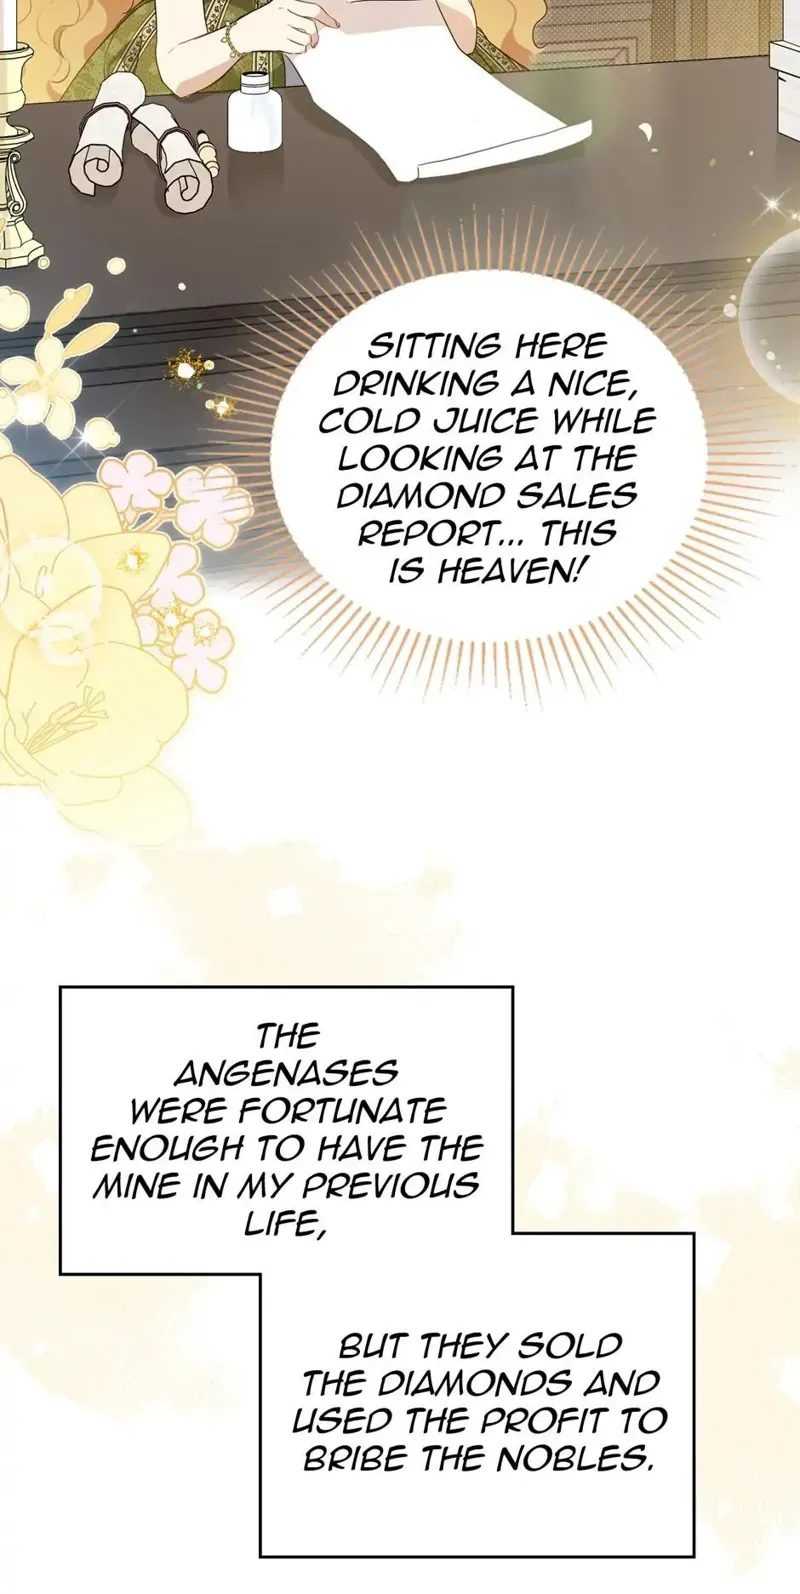 SITTING HERE
DRINKING A NICE,
COLD JUICE WHILE
LOOKING AT THE
DIAMOND SALES
REPORT... THIS
IS HEAVEN!
THE
ANGENASES
WERE FORTUNATE
ENOUGH TO HAVE THE
MINE IN MY PREVIOUS
LIFE,
BUT THEY SOLD
THE DIAMONDS AND
USED THE PROFIT TO
BRIBE THE NOBLES.